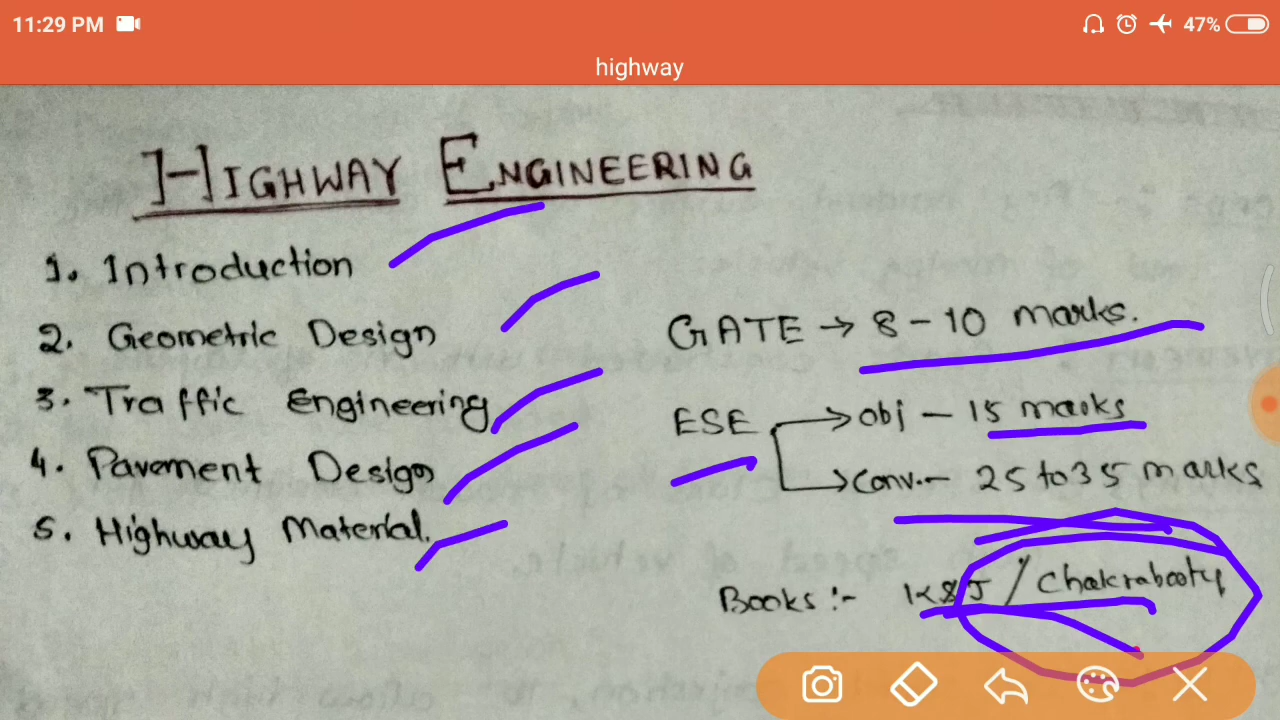 11:29 PM
47%
highway
HIGHWAY ENGINEERING
1. Introduction
2. Geometric Design
3. Traffic Engineering
4. Pavement Design
5. Highway Material.
GATE → 8-10 marks.
ESE → obj - 15 marks
→ Conv.- 25 to 35 marks
Books :- K&J / Chakraborty